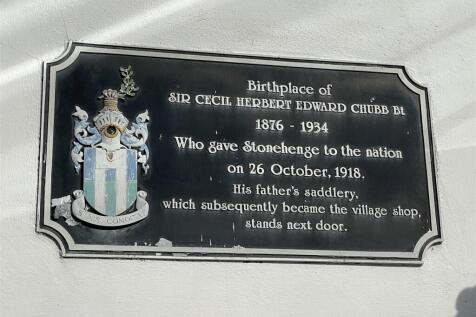 Birthplace of
SIR CECIL HERBERT EDWARD CHUBB Bt
1876 - 1934
Who gave Stonehenge to the nation
on 26 October, 1918.
His father's saddlery,
which subsequently became the village shop,
stands next door.